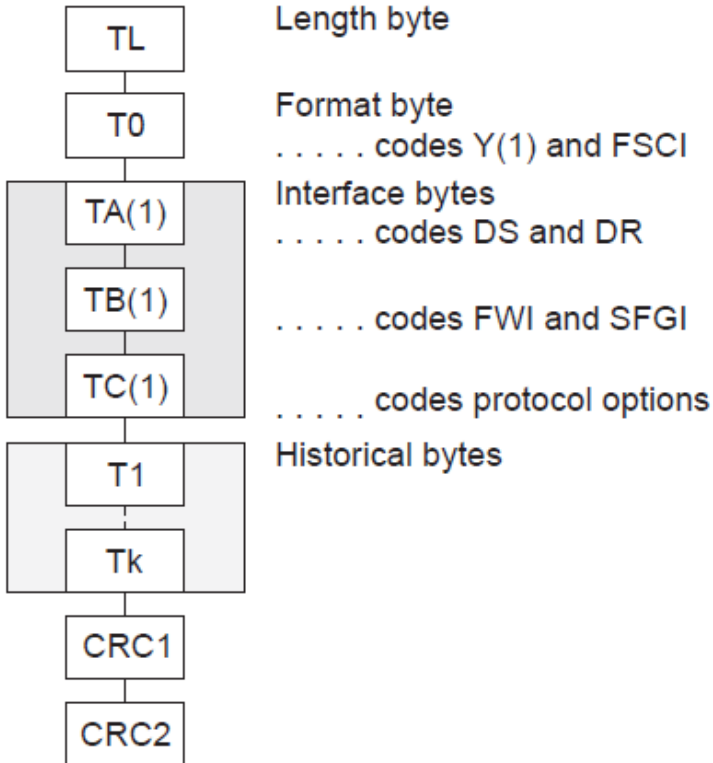 TL Length byte
T0 Format byte
. . . . . codes Y(1) and FSCI
Interface bytes
TA(1) . . . . . codes DS and DR
TB(1) . . . . . codes FWI and SFGI
TC(1) . . . . . codes protocol options
T1 Historical bytes
Tk
CRC1
CRC2